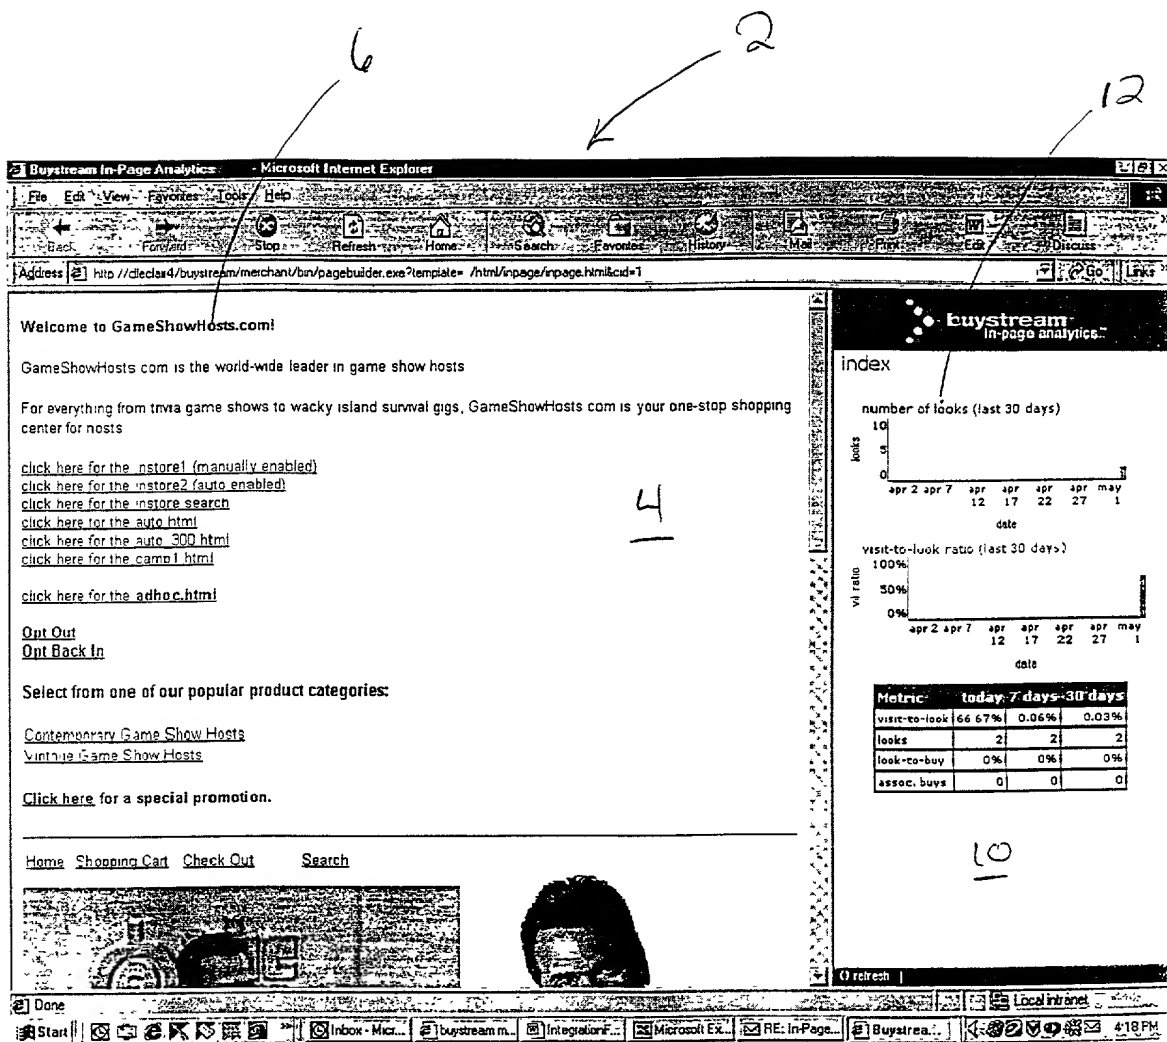 6
2
12
Buystream In-Page Analytics - Microsoft Internet Explorer
File Edit View Favorites Tools Help
Back Forward Stop Refresh Home Search Favorites History Mail Print Edit Discuss
Address http //dleclair4/buystream/merchant/bin/pagebuilder.exe?template= /html/inpage/inpage.html&cid=1 Go Links »
Welcome to GameShowHosts.com!
GameShowHosts com is the world-wide leader in game show hosts
For everything from trivia game shows to wacky island survival gigs, GameShowHosts com is your one-stop shopping
center for hosts
click here for the instore1 (manually enabled)
click here for the instore2 (auto enabled)
click here for the instore search
click here for the auto html
click here for the auto_300 html
click here for the camp1 html
click here for the adhoc.html
4
Opt Out
Opt Back In
Select from one of our popular product categories:
Contemporary Game Show Hosts
Vintage Game Show Hosts
Click here for a special promotion.
Home Shopping Cart Check Out Search
buystream
in-page analytics™
index
number of looks (last 30 days)
looks
10
5
0
apr 2 apr 7 apr 12 apr 17 apr 22 apr 27 may 1
date
visit-to-look ratio (last 30 days)
vtl ratio
100%
50%
0%
apr 2 apr 7 apr 12 apr 17 apr 22 apr 27 may 1
date
Metric today 7 days 30 days
visit-to-look 66 67% 0.06% 0.03%
looks 2 2 2
look-to-buy 0% 0% 0%
assoc. buys 0 0 0
10
refresh |
Done Local intranet
Start » Inbox - Micr... buystream m... IntegrationF... Microsoft Ex... RE: In-Page... Buystrea... 4:18 PM